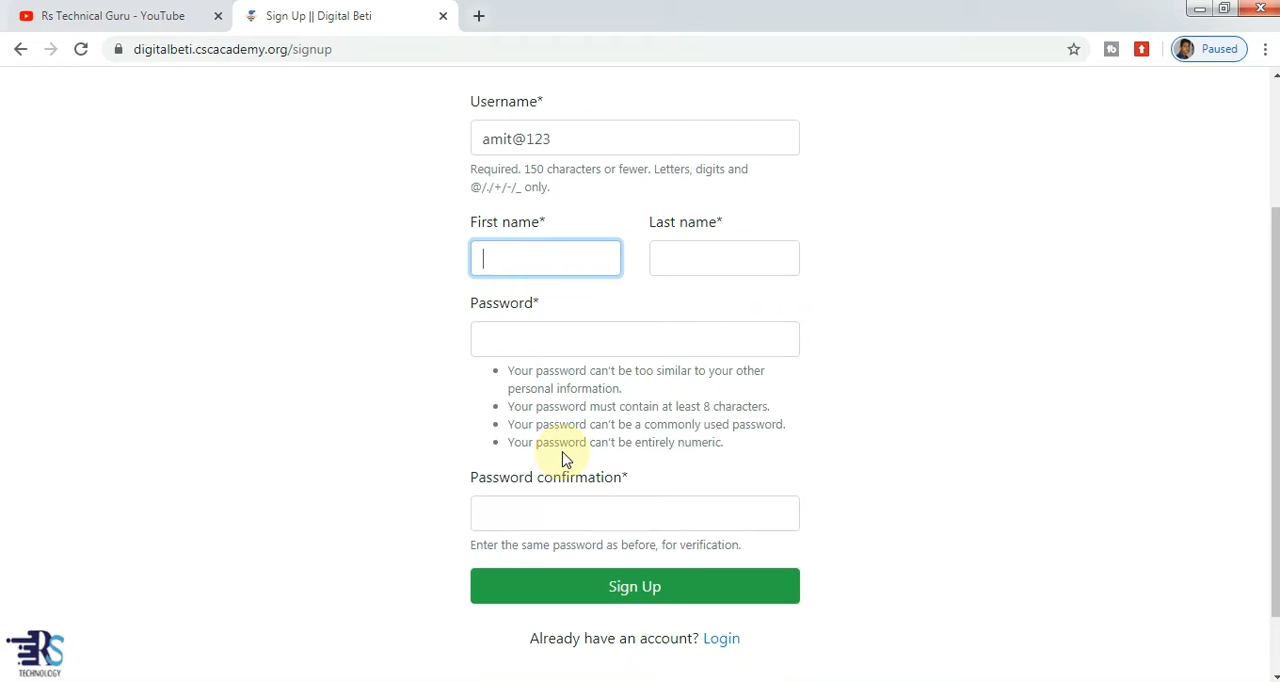 Rs Technical Guru - YouTube
Sign Up || Digital Beti
digitalbeti.cscacademy.org/signup
Paused
Username*
amit@123
Required. 150 characters or fewer. Letters, digits and
@/./+/-/_ only.
First name* Last name*
Password*
Your password can't be too similar to your other
personal information.
Your password must contain at least 8 characters.
Your password can't be a commonly used password.
Your password can't be entirely numeric.
Password confirmation*
Enter the same password as before, for verification.
Sign Up
Already have an account? Login
RS
TECHNOLOGY